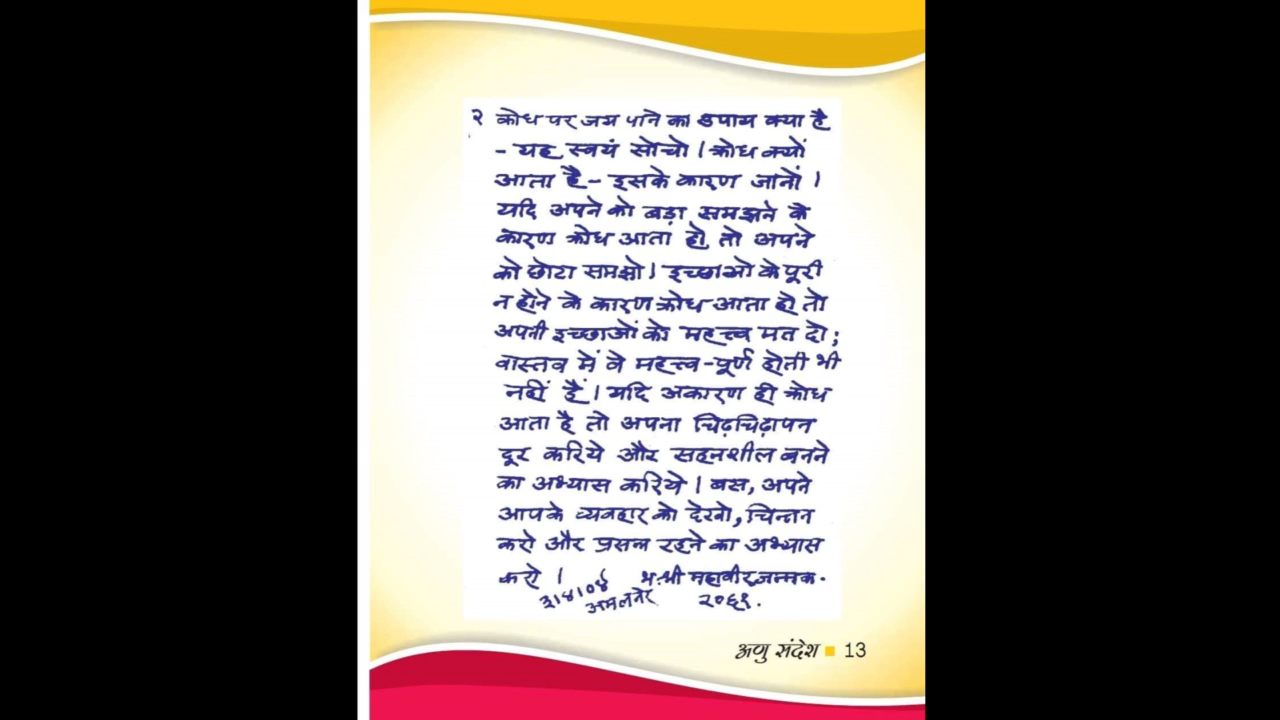 २ क्रोध पर जय पाने का उपाय क्या है
- यह स्वयं सोचो। क्रोध क्यों
आता है- इसके कारण जानों।
यदि अपने को बड़ा समझने के
कारण क्रोध आता हो तो अपने
को छोटा समझो। इच्छाओ के पूरी
न होने के कारण क्रोध आता हो तो
अपनी इच्छाओं को महत्त्व मत दो;
वास्तव में वे महत्त्व-पूर्ण होती भी
नहीं हैं। यदि अकारण ही क्रोध
आता है तो अपना चिढ़चिढ़ापन
दूर करिये और सहनशील बनने
का अभ्यास करिये। बस, अपने
आपके व्यवहार को देखो, चिन्तन
करो और प्रसन्न रहने का अभ्यास
करो। भ.श्री महावीर जन्मक.
३।४।०४ अमलनेर २०६१.
अणु संदेश 13